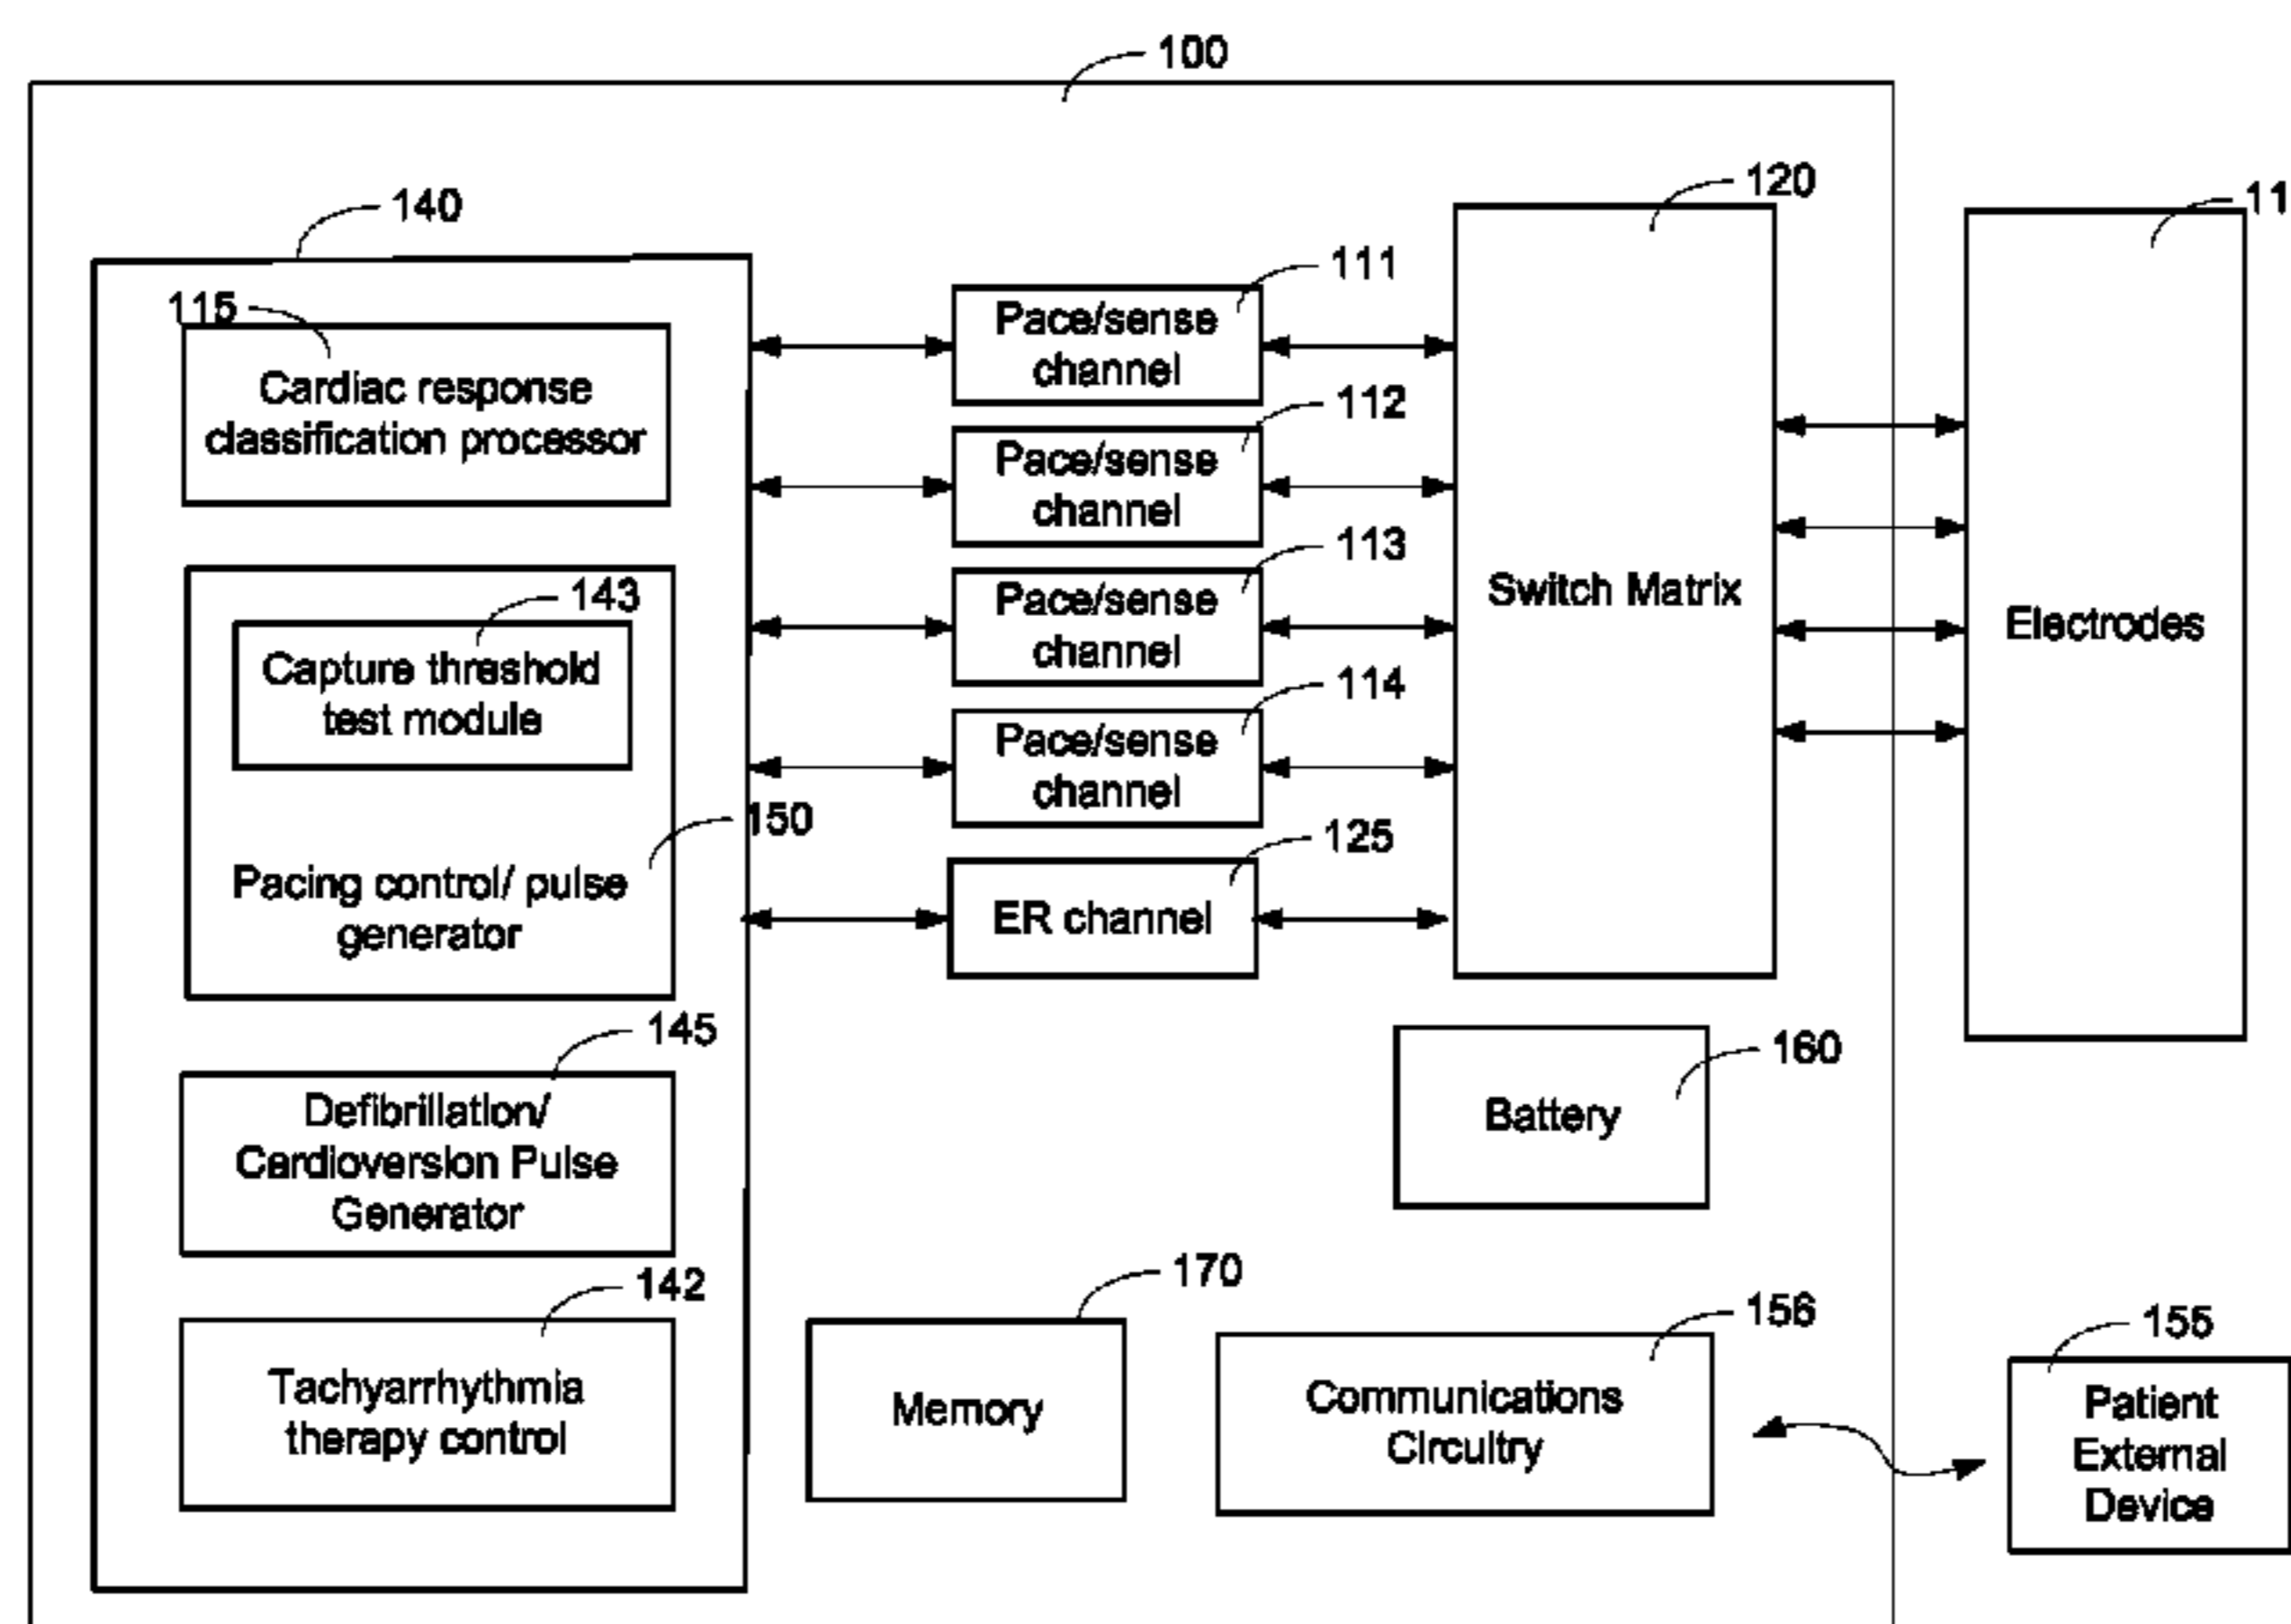 100
140
120
11
115
Cardiac response
classification processor
111
Pace/sense
channel
112
Pace/sense
channel
113
Pace/sense
channel
114
Pace/sense
channel
125
ER channel
Switch Matrix
Electrodes
143
Capture threshold
test module
150
Pacing control/ pulse
generator
145
Defibrillation/
Cardioversion Pulse
Generator
160
Battery
142
Tachyarrhythmia
therapy control
170
Memory
156
Communications
Circuitry
155
Patient
External
Device